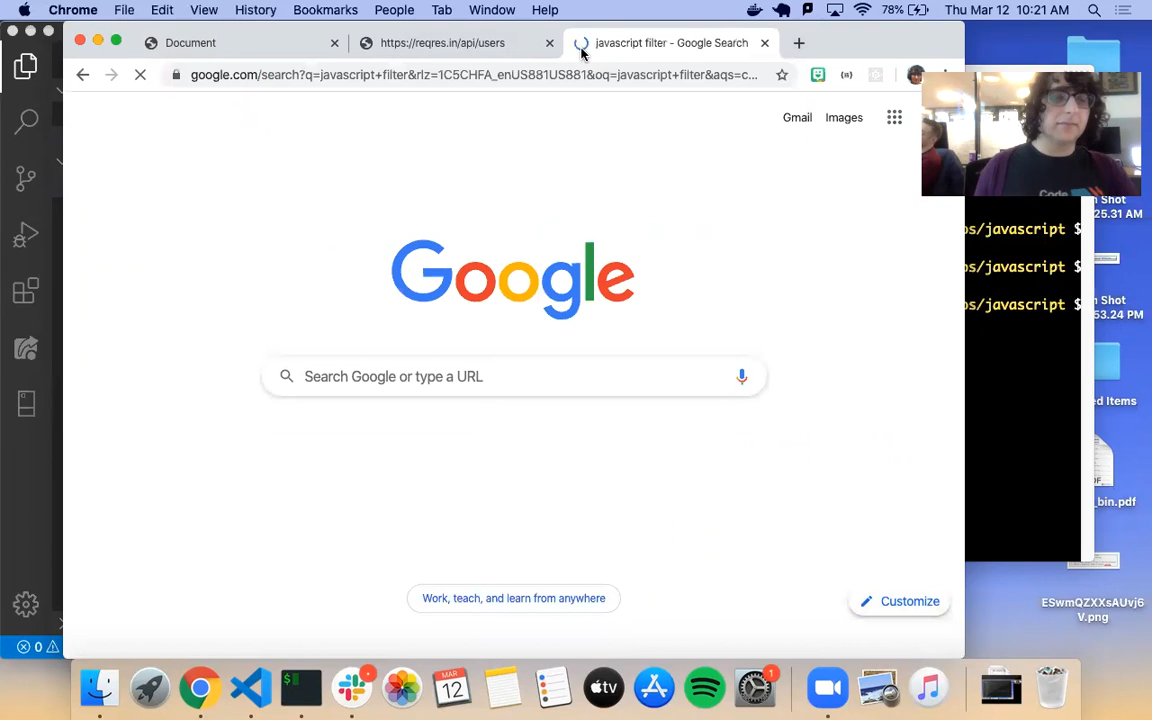 Chrome File Edit View History Bookmarks People Tab Window Help 78% Thu Mar 12 10:21 AM
Document https://reqres.in/api/users javascript filter - Google Search
google.com/search?q=javascript+filter&rlz=1C5CHFA_enUS881US881&oq=javascript+filter&aqs=c...
Gmail Images
Code
n Shot
25.31 AM
os/javascript $
os/javascript $
os/javascript $
n Shot
53.24 PM
Google
Search Google or type a URL
ed Items
_bin.pdf
Work, teach, and learn from anywhere
Customize
ESwmQZXXsAUvj6
V.png
0
MAR
12
tv
1